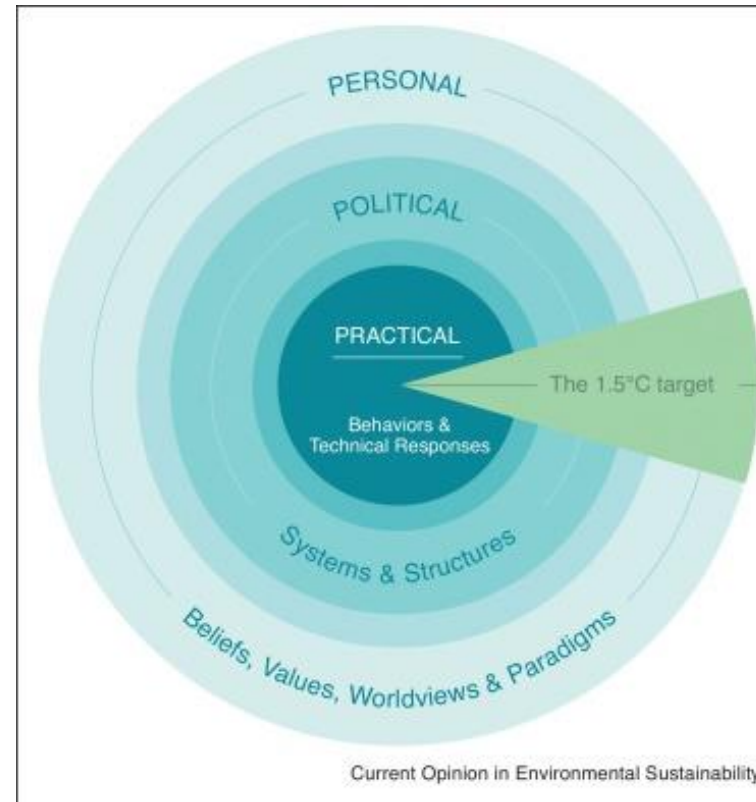 PERSONAL
POLITICAL
PRACTICAL
The 1.5°C target
Behaviors &
Technical Responses
Systems & Structures
Beliefs, Values, Worldviews & Paradigms
Current Opinion in Environmental Sustainability